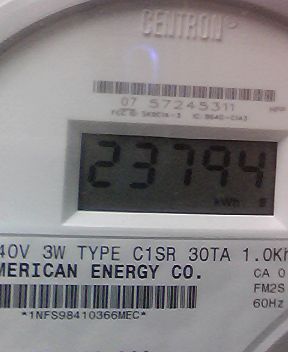 CENTRON®
07 57245311
23794
kWh
40V 3W TYPE C1SR 30TA 1.0Kh
MERICAN ENERGY CO.
CA 0
FM2S
60Hz
*1NFS98410366MEC*